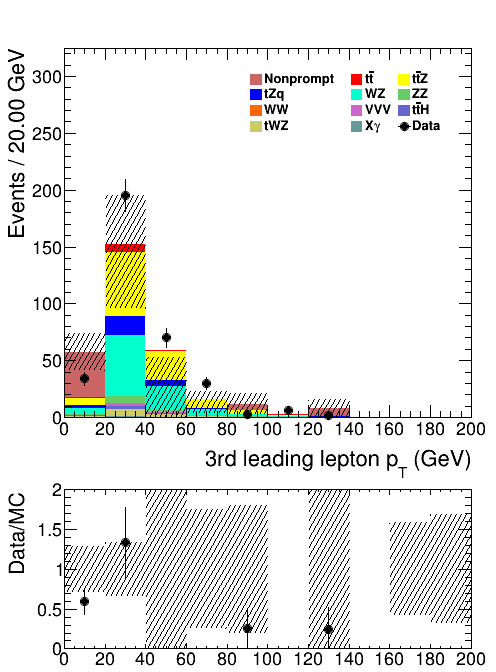 Events / 20.00 GeV
300
250
200
150
100
50
0
Nonprompt tt̄ tt̄Z
tZq WZ ZZ
WW VVV tt̄H
tWZ Xγ Data
0 20 40 60 80 100 120 140 160 180 200
3rd leading lepton p_T (GeV)
Data/MC
2
1.5
1
0.5
0
0 20 40 60 80 100 120 140 160 180 200